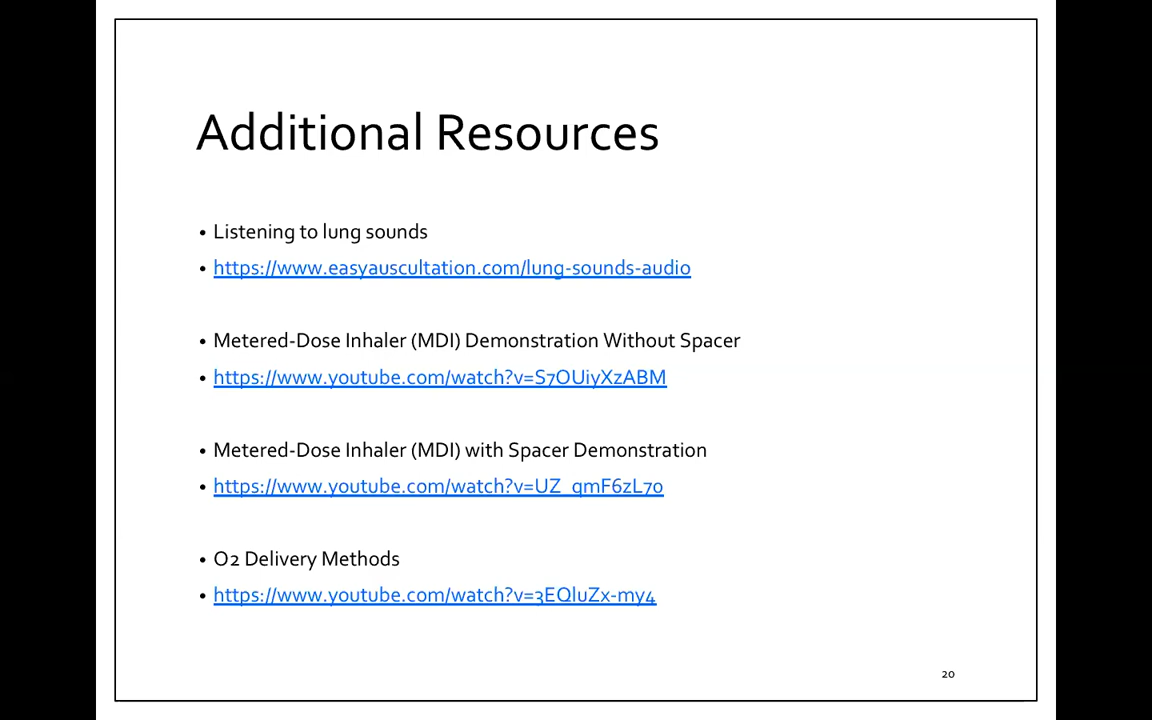 Additional Resources
• Listening to lung sounds
• https://www.easyauscultation.com/lung-sounds-audio
• Metered-Dose Inhaler (MDI) Demonstration Without Spacer
• https://www.youtube.com/watch?v=S7OUiyXzABM
• Metered-Dose Inhaler (MDI) with Spacer Demonstration
• https://www.youtube.com/watch?v=UZ_qmF6zL70
• O2 Delivery Methods
• https://www.youtube.com/watch?v=3EQluZx-my4
20